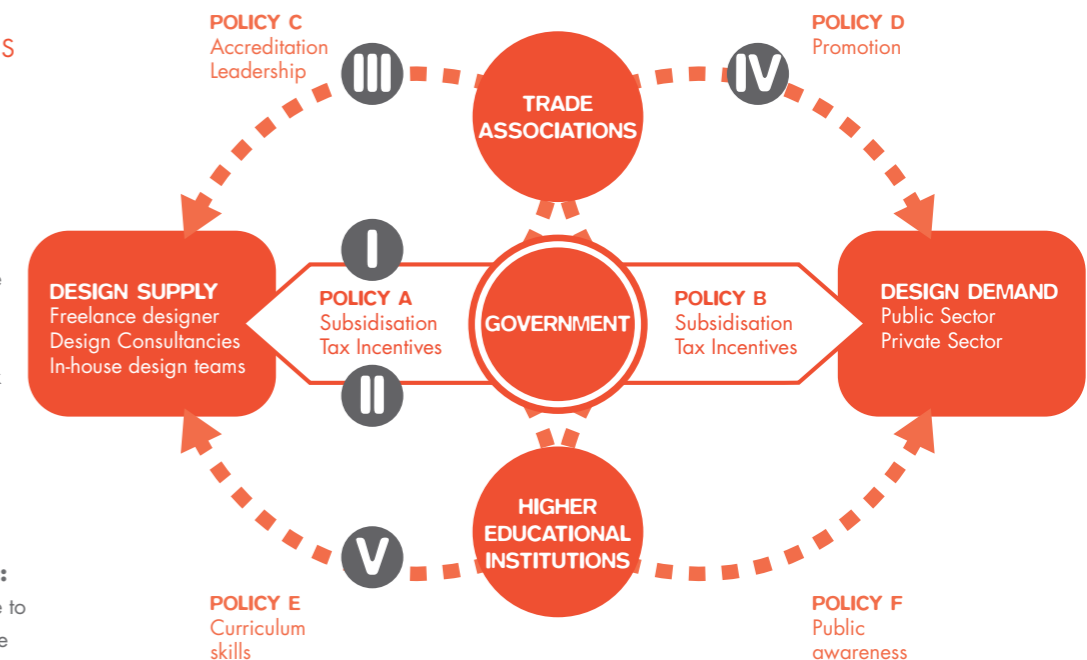 S
POLICY C
Accreditation
Leadership
III
TRADE
ASSOCIATIONS
IV
POLICY D
Promotion
I
DESIGN SUPPLY
Freelance designer
Design Consultancies
In-house design teams
POLICY A
Subsidisation
Tax Incentives
GOVERNMENT
POLICY B
Subsidisation
Tax Incentives
DESIGN DEMAND
Public Sector
Private Sector
II
HIGHER
EDUCATIONAL
INSTITUTIONS
V
:
to
POLICY E
Curriculum
skills
POLICY F
Public
awareness